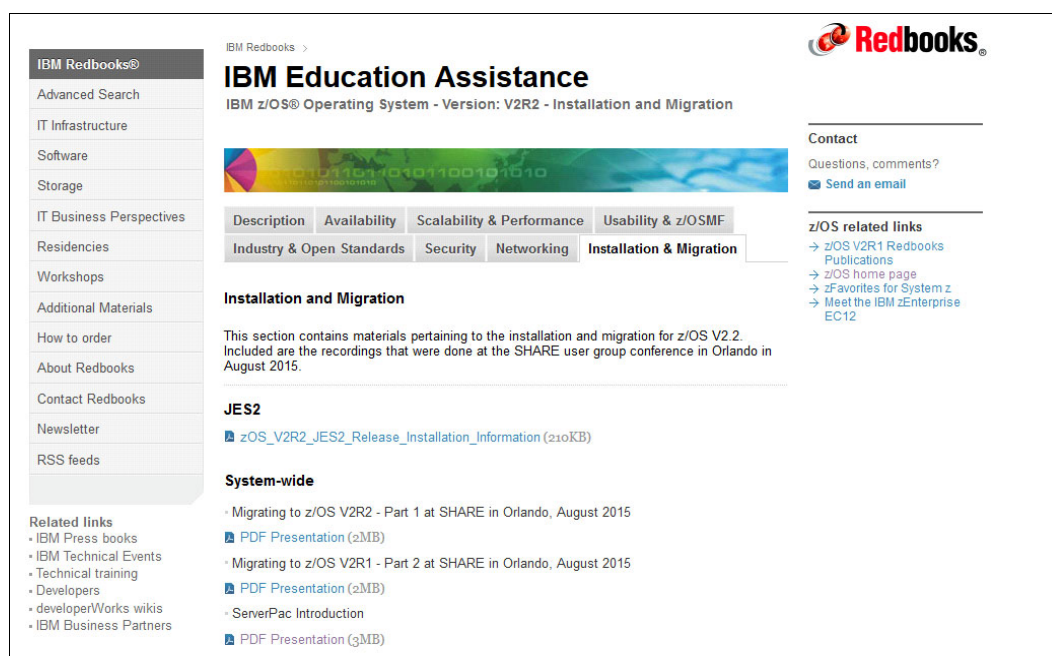 IBM Redbooks®
Advanced Search
IT Infrastructure
Software
Storage
IT Business Perspectives
Residencies
Workshops
Additional Materials
How to order
About Redbooks
Contact Redbooks
Newsletter
RSS feeds
Related links
IBM Press books
IBM Technical Events
Technical training
Developers
developerWorks wikis
IBM Business Partners
IBM Redbooks >
IBM Education Assistance
IBM z/OS® Operating System - Version: V2R2 - Installation and Migration
Description Availability Scalability & Performance Usability & z/OSMF
Industry & Open Standards Security Networking Installation & Migration
Installation and Migration
This section contains materials pertaining to the installation and migration for z/OS V2.2.
Included are the recordings that were done at the SHARE user group conference in Orlando in
August 2015.
JES2
zOS_V2R2_JES2_Release_Installation_Information (210KB)
System-wide
Migrating to z/OS V2R2 - Part 1 at SHARE in Orlando, August 2015
PDF Presentation (2MB)
Migrating to z/OS V2R1 - Part 2 at SHARE in Orlando, August 2015
PDF Presentation (2MB)
ServerPac Introduction
PDF Presentation (3MB)
Redbooks®
Contact
Questions, comments?
Send an email
z/OS related links
z/OS V2R1 Redbooks
Publications
z/OS home page
zFavorites for System z
Meet the IBM zEnterprise
EC12